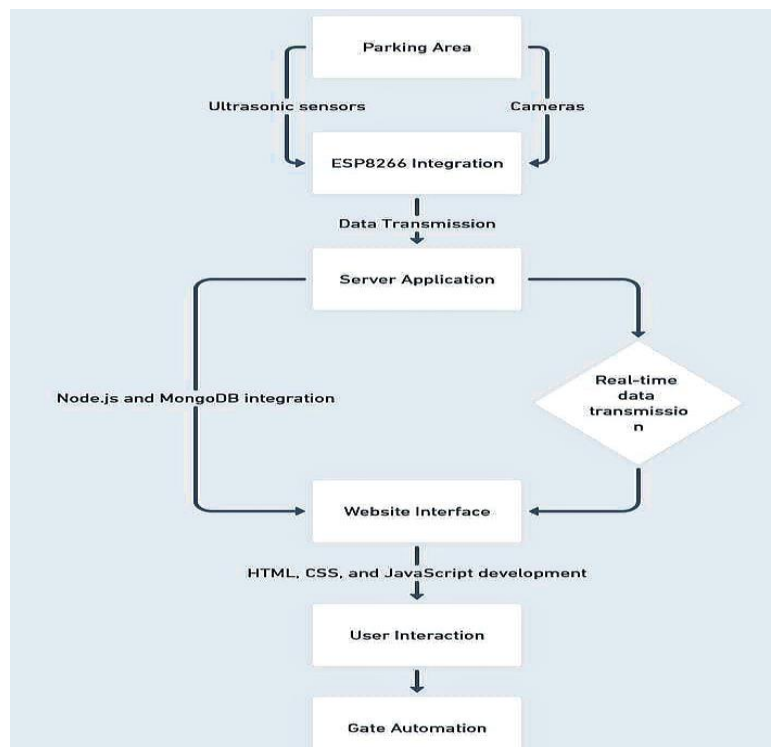 Parking Area
Ultrasonic sensors
Cameras
ESP8266 Integration
Data Transmission
Server Application
Real-time
data
transmissio
n
Node.js and MongoDB integration
Website Interface
HTML, CSS, and JavaScript development
User Interaction
Gate Automation